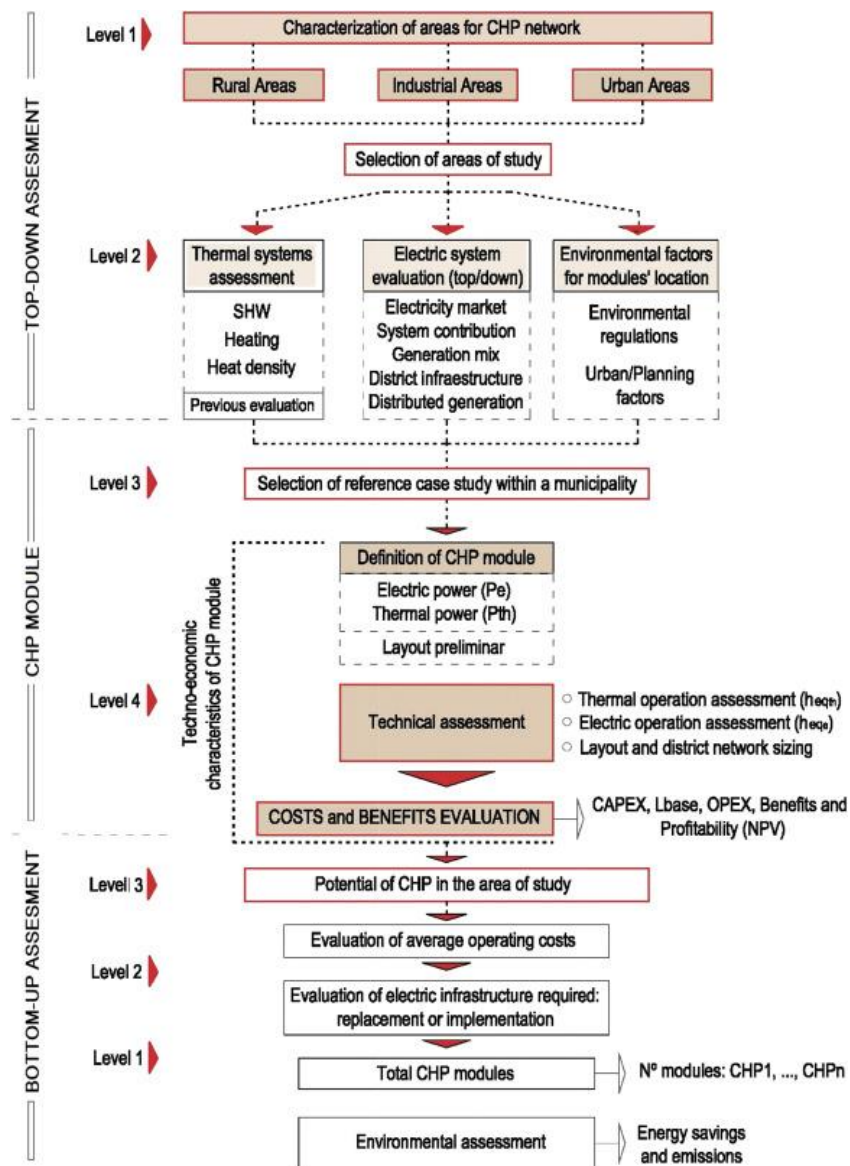 Level 1
Characterization of areas for CHP network
Rural Areas
Industrial Areas
Urban Areas
Selection of areas of study
TOP-DOWN ASSESMENT
Level 2
Thermal systems
assessment
SHW
Heating
Heat density
Previous evaluation
Electric system
evaluation (top/down)
Electricity market
System contribution
Generation mix
District infraestructure
Distributed generation
Environmental factors
for modules' location
Environmental
regulations
Urban/Planning
factors
Level 3
Selection of reference case study within a municipality
CHP MODULE
Techno-economic
characteristics of CHP module
Definition of CHP module
Electric power (Pe)
Thermal power (Pth)
Layout preliminar
Level 4
Technical assessment
Thermal operation assessment (heqth)
Electric operation assessment (heqe)
Layout and district network sizing
COSTS and BENEFITS EVALUATION
CAPEX, Lbase, OPEX, Benefits and
Profitability (NPV)
BOTTOM-UP ASSESMENT
Level 3
Potential of CHP in the area of study
Evaluation of average operating costs
Level 2
Evaluation of electric infrastructure required:
replacement or implementation
Level 1
Total CHP modules
Nº modules: CHP1, ..., CHPn
Environmental assessment
Energy savings
and emissions